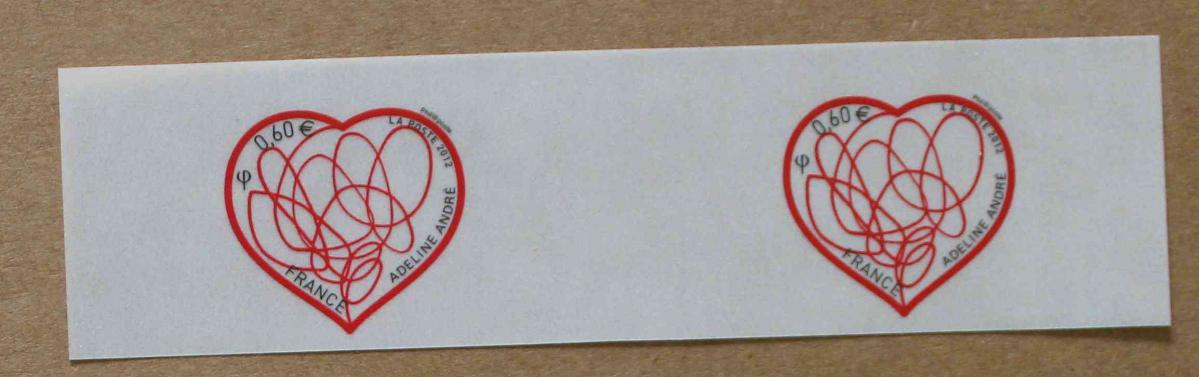 0,60 €
LA POSTE 2012
φ
ADELINE ANDRÉ
FRANCE
0,60 €
LA POSTE 2012
φ
ADELINE ANDRÉ
FRANCE